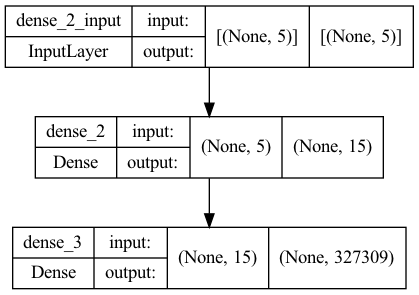 dense_2_input input: [(None, 5)] [(None, 5)]
InputLayer output:
dense_2 input: (None, 5) (None, 15)
Dense output:
dense_3 input: (None, 15) (None, 327309)
Dense output: